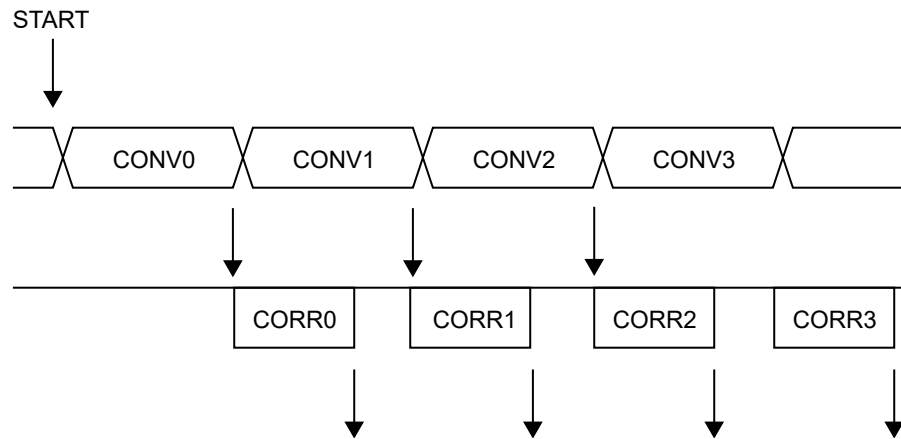 START
CONV0 CONV1 CONV2 CONV3
CORR0 CORR1 CORR2 CORR3